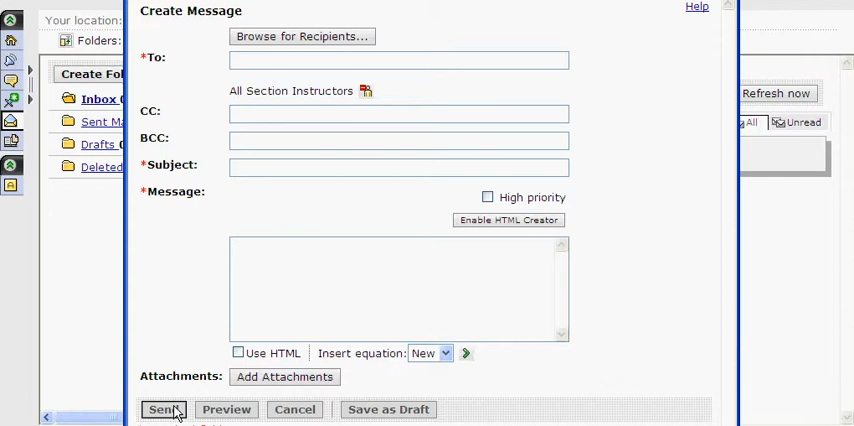 Your location:
Folders:
Create Fol
Inbox
Sent Ma
Drafts
Deleted
Create Message
Help
Browse for Recipients...
*To:
All Section Instructors
CC:
BCC:
*Subject:
*Message:
High priority
Enable HTML Creator
Use HTML
Insert equation: New
Attachments: Add Attachments
Send Preview Cancel Save as Draft
Refresh now
All Unread